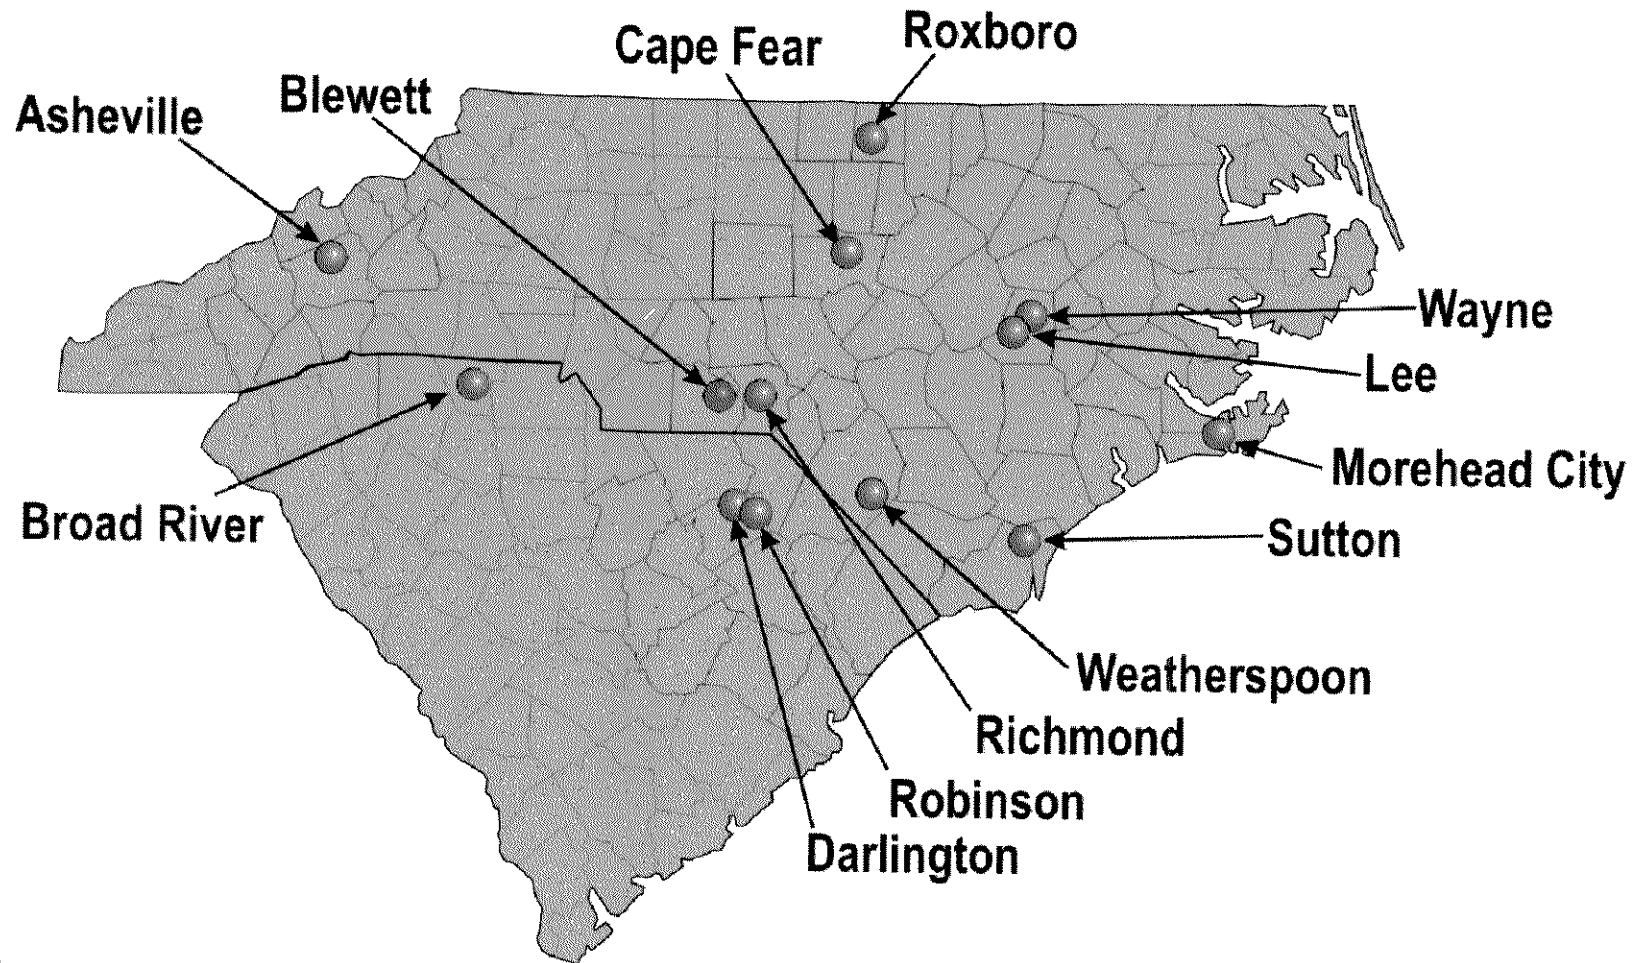 Roxboro
Cape Fear
Blewett
Asheville
Wayne
Lee
Morehead City
Broad River
Sutton
Weatherspoon
Richmond
Robinson
Darlington